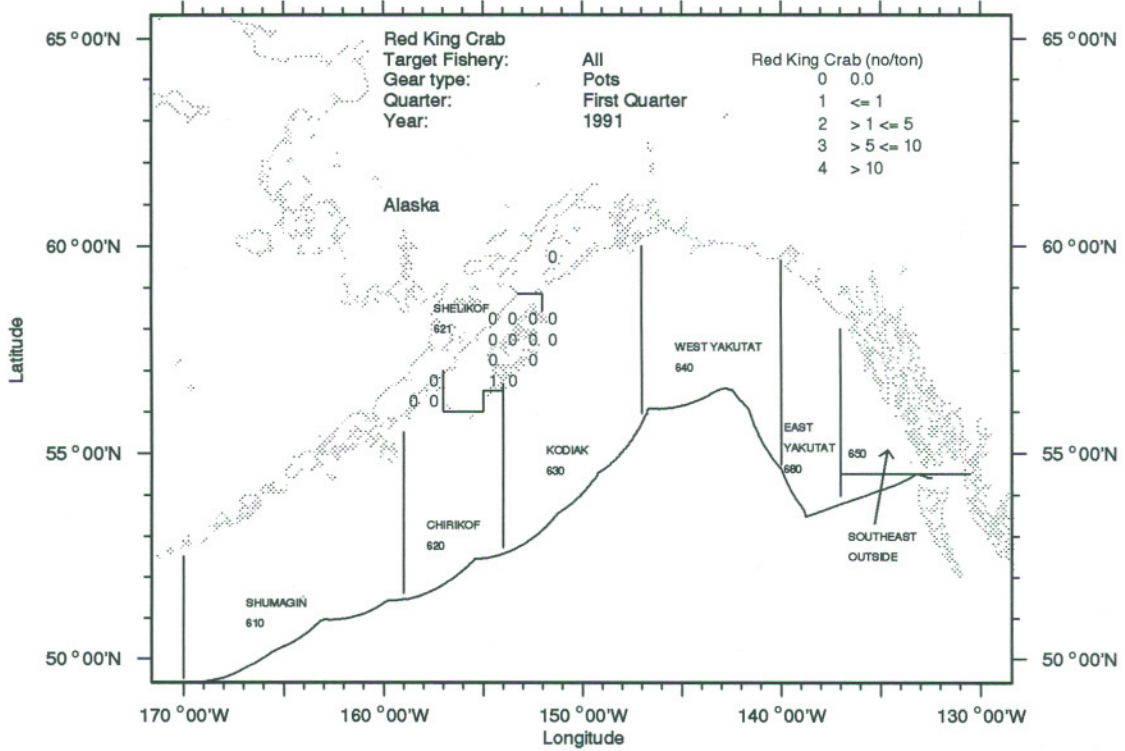 65 °00'N 65 °00'N
Red King Crab
Target Fishery: All
Gear type: Pots
Quarter: First Quarter
Year: 1991
Red King Crab (no/ton)
0 0.0
1 <= 1
2 > 1 <= 5
3 > 5 <= 10
4 > 10
Alaska
60 °00'N 60 °00'N
0
SHELIKOF
621
0 0 0 0
0 0 0 0
0 0
0 1 0
0 0
WEST YAKUTAT
640
Latitude
55 °00'N 55 °00'N
EAST
YAKUTAT
680
650
KODIAK
630
CHIRIKOF
620
SOUTHEAST
OUTSIDE
SHUMAGIN
610
50 °00'N 50 °00'N
170 °00'W 160 °00'W 150 °00'W 140 °00'W 130 °00'W
Longitude